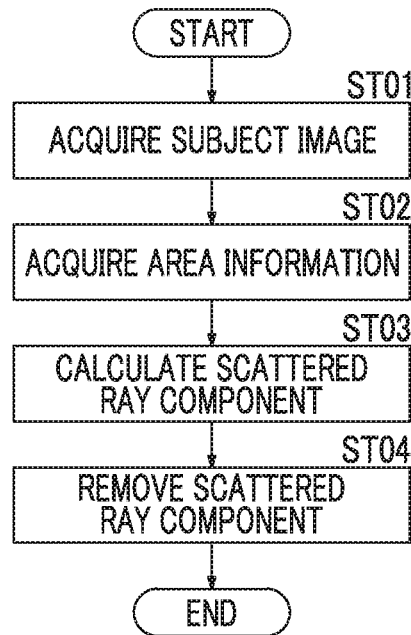 START
ST01
ACQUIRE SUBJECT IMAGE
ST02
ACQUIRE AREA INFORMATION
ST03
CALCULATE SCATTERED
RAY COMPONENT
ST04
REMOVE SCATTERED
RAY COMPONENT
END